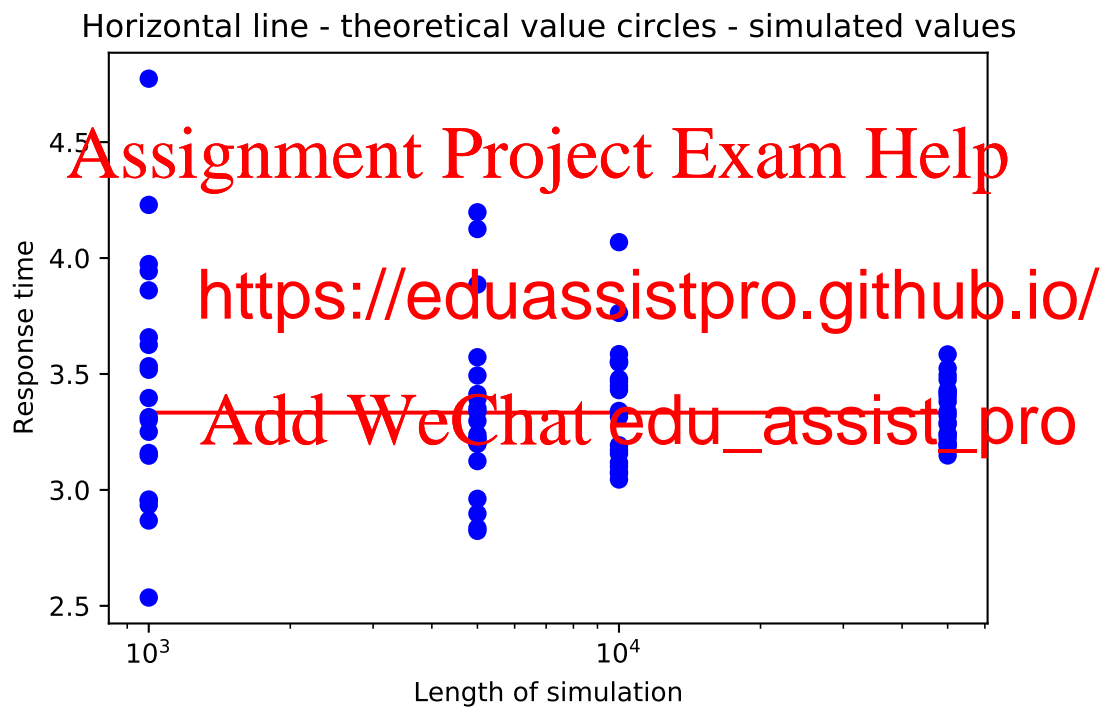 Horizontal line - theoretical value circles - simulated values
4.5
Assignment Project Exam Help
4.0
https://eduassistpro.github.io/
Response time
3.5
Add WeChat edu_assist_pro
3.0
2.5
10³ 10⁴
Length of simulation